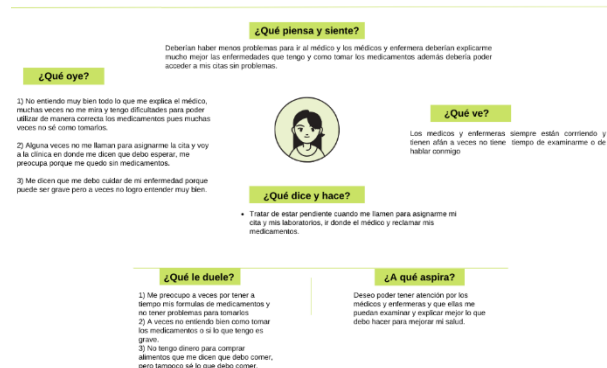 ¿Qué piensa y siente?
Deberían haber menos problemas para ir al médico y los médicos y enfermera deberían explicarme
mucho mejor las enfermedades que tengo y como tomar los medicamentos además debería poder
acceder a mis citas sin problemas.
¿Qué oye?
1) No entiendo muy bien todo lo que me explica el médico,
muchas veces no me mira y tengo dificultades para poder
utilizar de manera correcta los medicamentos pues muchas
veces no sé como tomarlos.
2) Alguna veces no me llaman para asignarme la cita y voy
a la clínica en donde me dicen que debo esperar, me
preocupa porque me quedo sin medicamentos.
3) Me dicen que me debo cuidar de mi enfermedad porque
puede ser grave pero a veces no logro entender muy bien.
¿Qué ve?
Los medicos y enfermeras siempre están corrriendo y
tienen afán a veces no tiene tiempo de examinarme o de
hablar conmigo
¿Qué dice y hace?
• Tratar de estar pendiente cuando me llamen para asignarme mi
cita y mis laboratorios, ir donde el médico y reclamar mis
medicamentos.
¿Qué le duele?
1) Me preocupo a veces por tener a
tiempo mis formulas de medicamentos y
no tener problemas para tomarlos
2) A veces no entiendo bien como tomar
los medicamentos o si lo que tengo es
grave.
3) No tengo dinero para comprar
alimentos que me dicen que debo comer,
pero tampoco sé lo que debo comer.
¿A qué aspira?
Deseo poder tener atención por los
médicos y enfermeras y que ellas me
puedan examinar y explicar mejor lo que
debo hacer para mejorar mi salud.